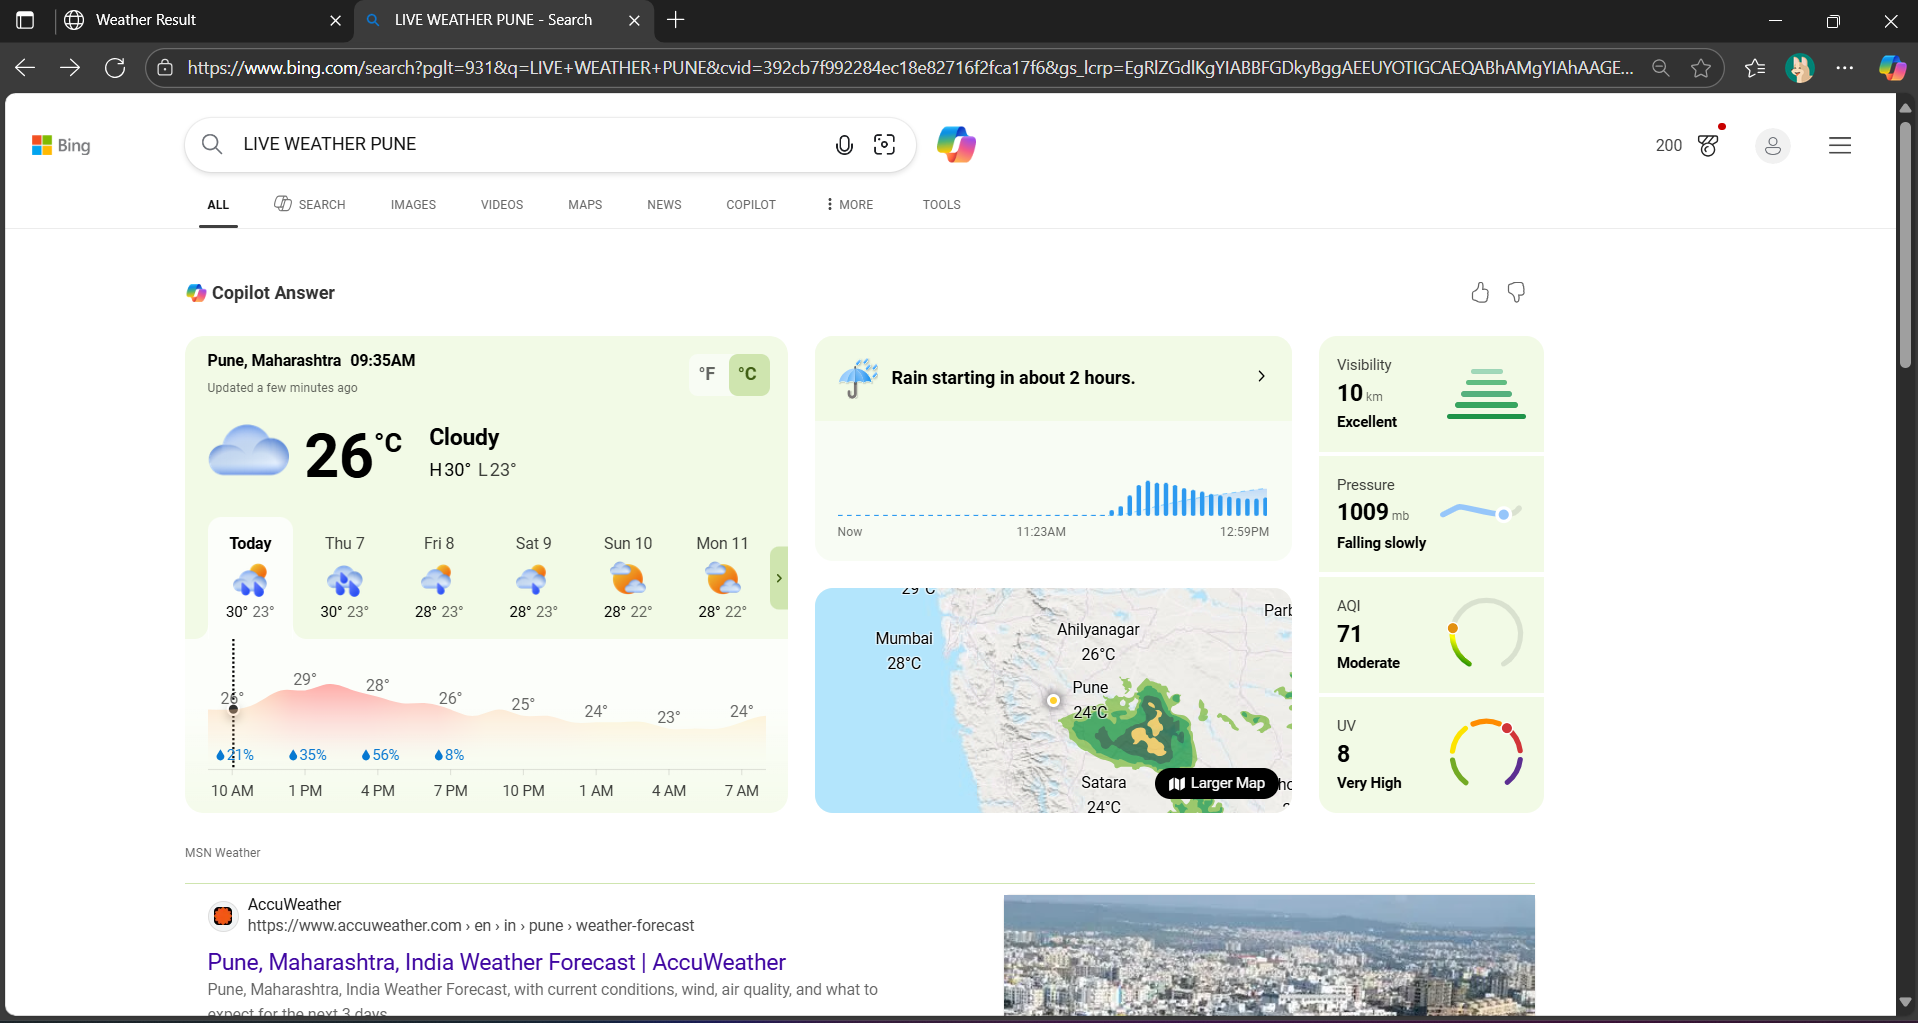 Weather Result
LIVE WEATHER PUNE - Search
https://www.bing.com/search?pglt=931&q=LIVE+WEATHER+PUNE&cvid=392cb7f992284ec18e82716f2fca17f6&gs_lcrp=EgRlZGdlKgYIABBFGDkyBggAEEUYOTIGCAEQABhAMgYIAhAAGE...
Bing
LIVE WEATHER PUNE
200
ALL
SEARCH
IMAGES
VIDEOS
MAPS
NEWS
COPILOT
MORE
TOOLS
Copilot Answer
Pune, Maharashtra 09:35AM
Updated a few minutes ago
°F °C
26 °C
Cloudy
H 30° L 23°
Today Thu 7 Fri 8 Sat 9 Sun 10 Mon 11
30° 23° 30° 23° 28° 23° 28° 23° 28° 22° 28° 22°
26° 29° 28° 26° 25° 24° 23° 24°
21% 35% 56% 8%
10 AM 1 PM 4 PM 7 PM 10 PM 1 AM 4 AM 7 AM
Rain starting in about 2 hours.
Now 11:23AM 12:59PM
29°C
Mumbai
28°C
Ahilyanagar
26°C
Pune
24°C
Satara
24°C
Larger Map
Visibility
10 km
Excellent
Pressure
1009 mb
Falling slowly
AQI
71
Moderate
UV
8
Very High
MSN Weather
AccuWeather
https://www.accuweather.com › en › in › pune › weather-forecast
Pune, Maharashtra, India Weather Forecast | AccuWeather
Pune, Maharashtra, India Weather Forecast, with current conditions, wind, air quality, and what to
expect for the next 3 days.